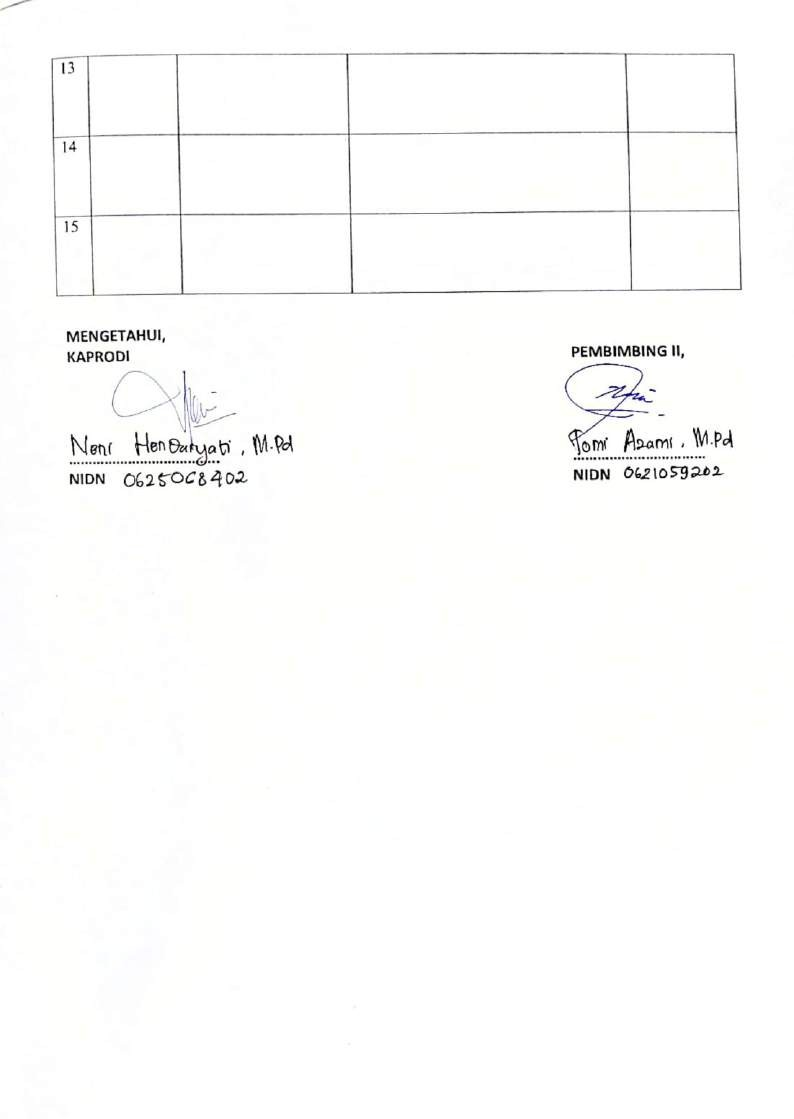 13
14
15
MENGETAHUI,
KAPRODI
PEMBIMBING II,
Neni Hendaryati, M.Pd
Tomi Azami, M.Pd
NIDN 0625068402
NIDN 0621059202